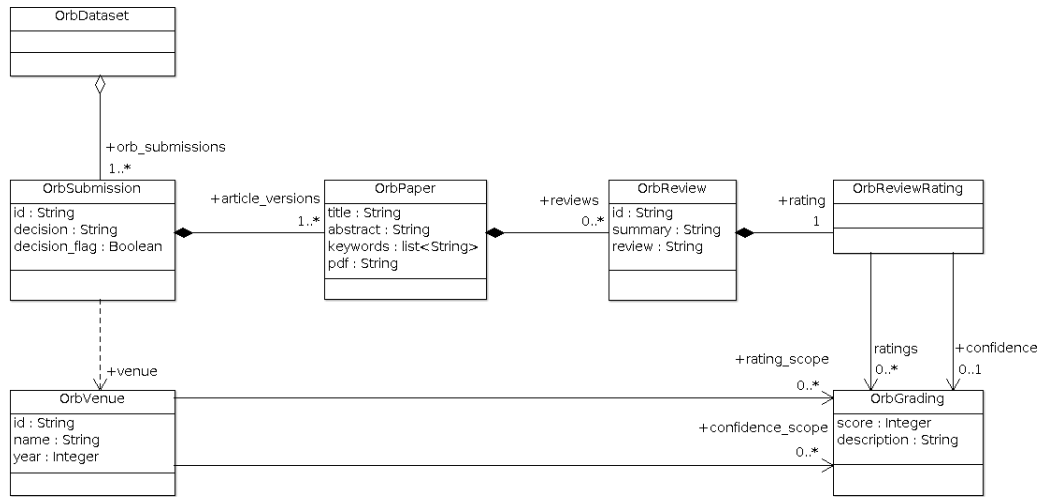 OrbDataset
+orb_submissions
1..*
OrbSubmission
id : String
decision : String
decision_flag : Boolean
+article_versions
1..*
OrbPaper
title : String
abstract : String
keywords : list<String>
pdf : String
+reviews
0..*
OrbReview
id : String
summary : String
review : String
+rating
1
OrbReviewRating
+venue
OrbVenue
id : String
name : String
year : Integer
+rating_scope
0..*
+confidence_scope
0..*
ratings
0..*
+confidence
0..1
OrbGrading
score : Integer
description : String